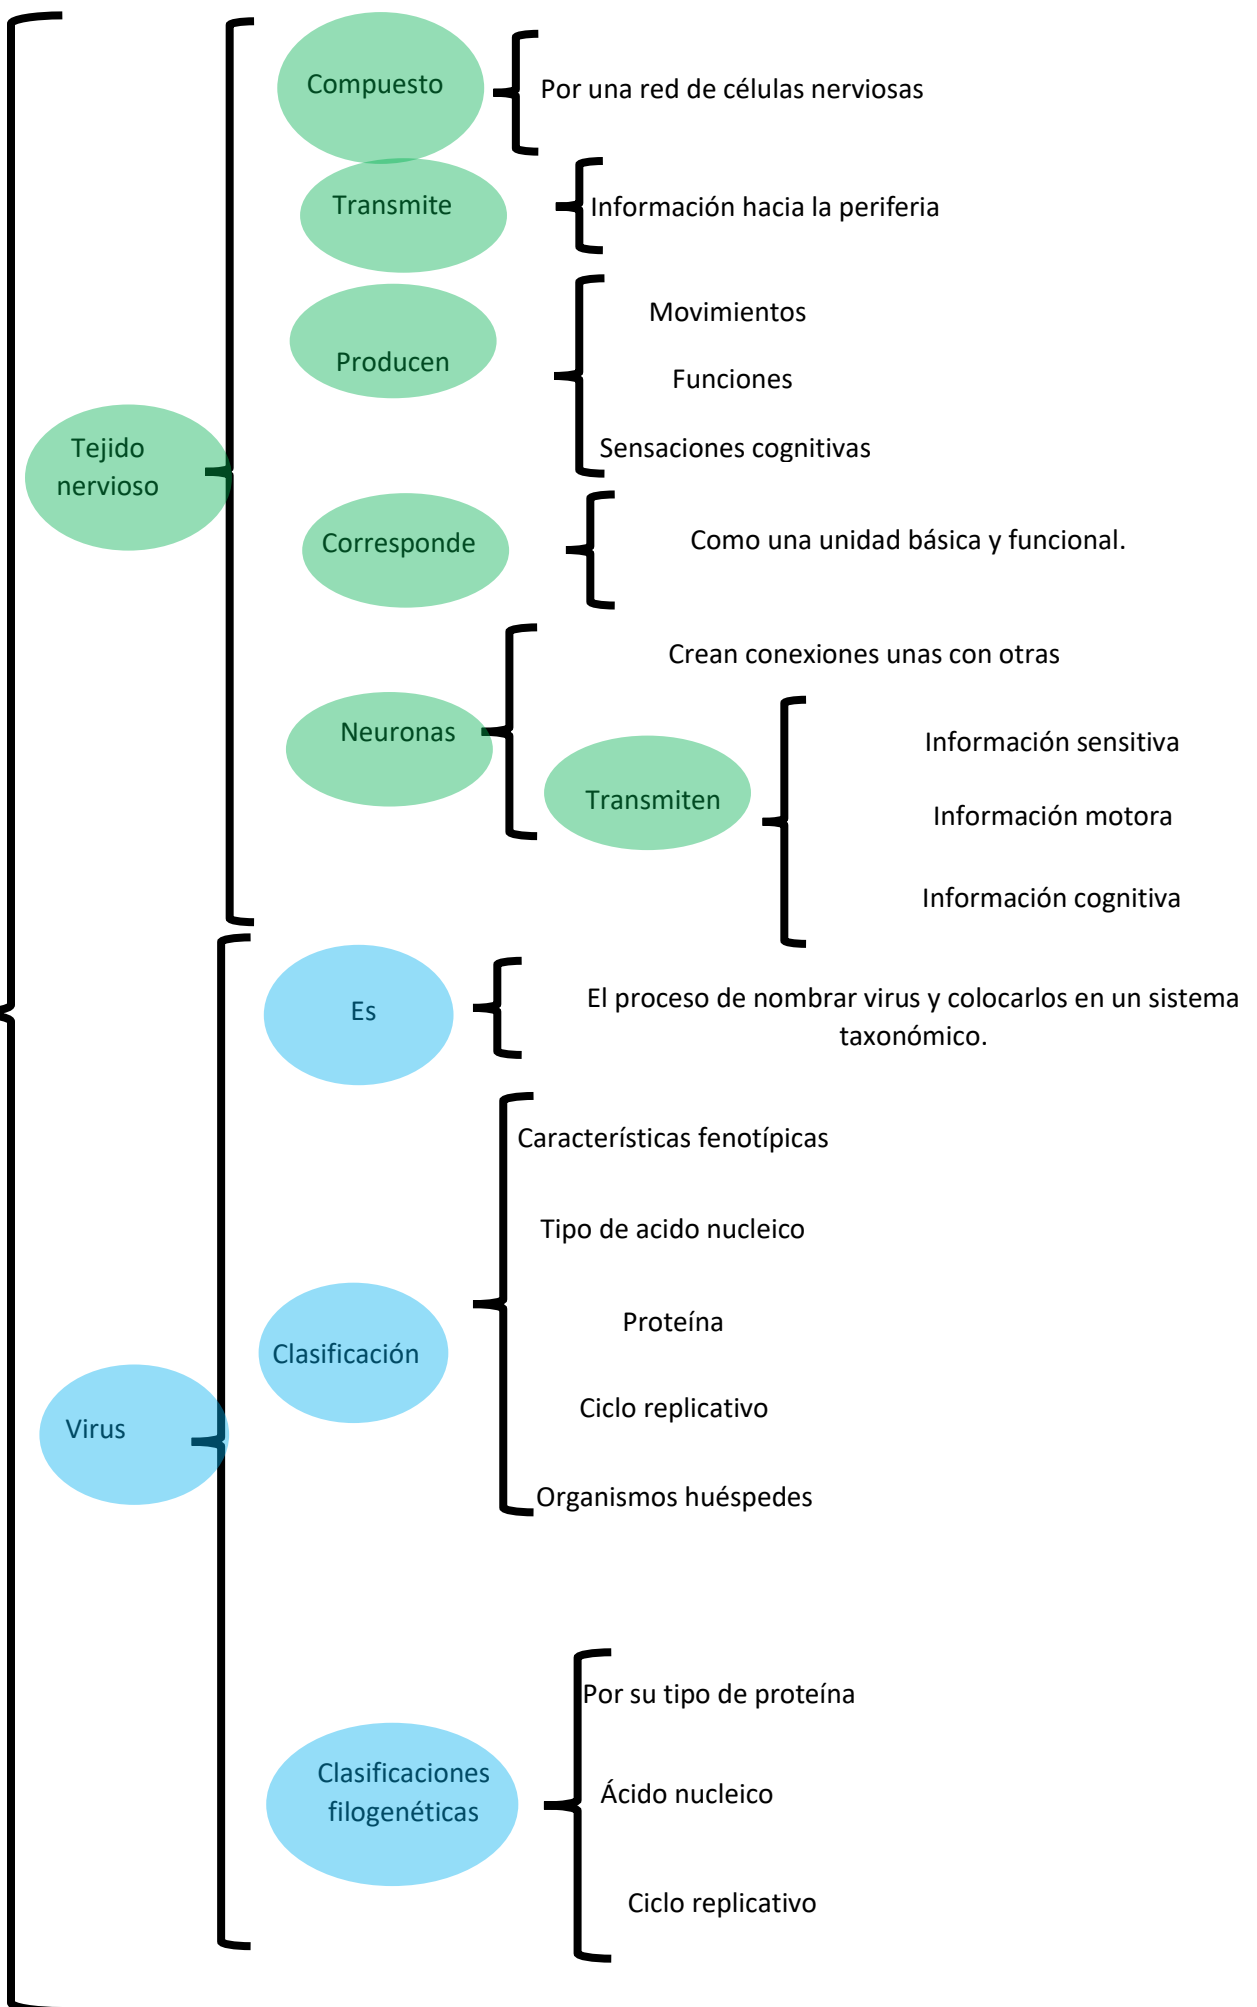 Compuesto
Por una red de células nerviosas
Transmite
Información hacia la periferia
Producen
Movimientos
Funciones
Sensaciones cognitivas
Tejido
nervioso
Corresponde
Como una unidad básica y funcional.
Neuronas
Crean conexiones unas con otras
Transmiten
Información sensitiva
Información motora
Información cognitiva
Es
El proceso de nombrar virus y colocarlos en un sistema
taxonómico.
Clasificación
Características fenotípicas
Tipo de acido nucleico
Proteína
Ciclo replicativo
Organismos huéspedes
Virus
Clasificaciones
filogenéticas
Por su tipo de proteína
Ácido nucleico
Ciclo replicativo